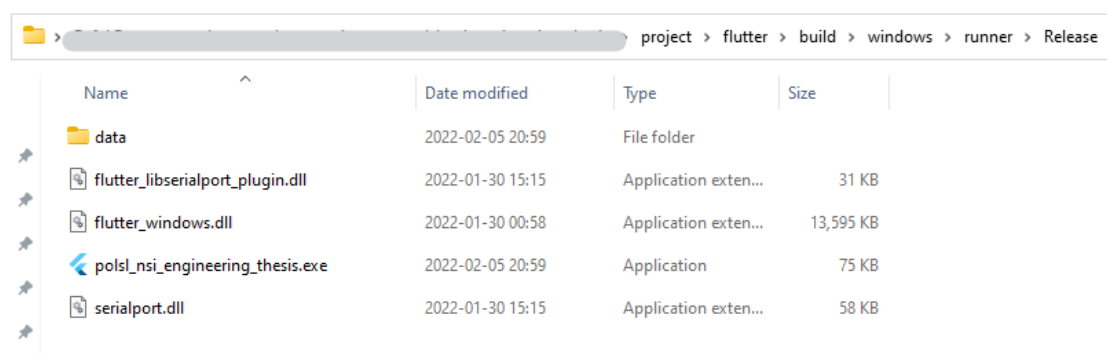 project > flutter > build > windows > runner > Release
Name Date modified Type Size
data 2022-02-05 20:59 File folder
flutter_libserialport_plugin.dll 2022-01-30 15:15 Application exten... 31 KB
flutter_windows.dll 2022-01-30 00:58 Application exten... 13,595 KB
polsl_nsi_engineering_thesis.exe 2022-02-05 20:59 Application 75 KB
serialport.dll 2022-01-30 15:15 Application exten... 58 KB